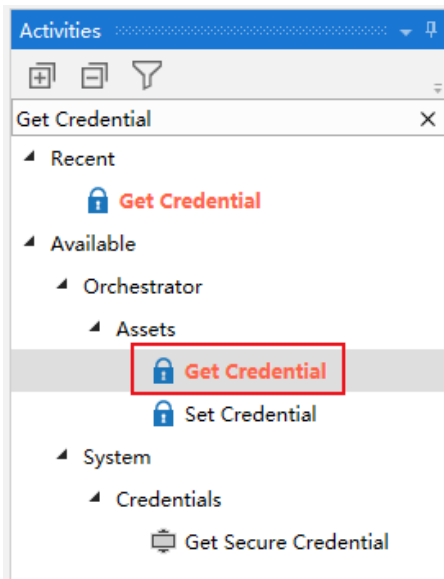 Activities
Get Credential
Recent
Get Credential
Available
Orchestrator
Assets
Get Credential
Set Credential
System
Credentials
Get Secure Credential